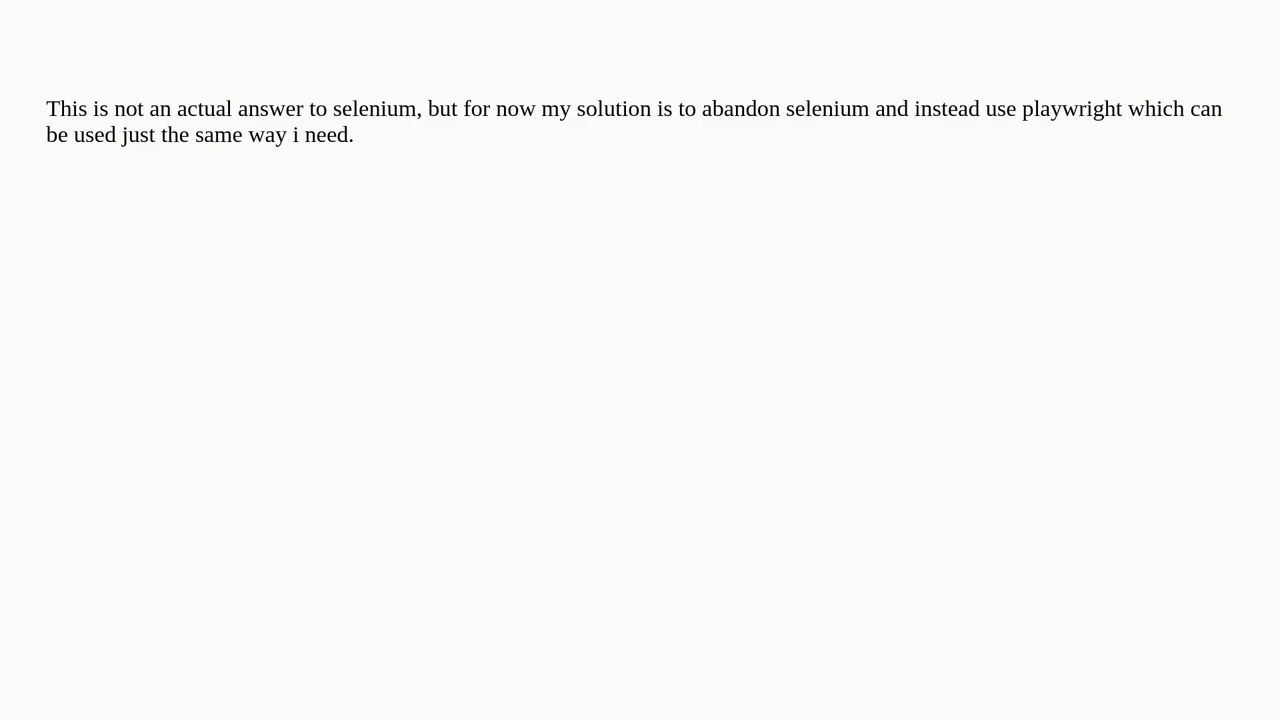 This is not an actual answer to selenium, but for now my solution is to abandon selenium and instead use playwright which can
be used just the same way i need.